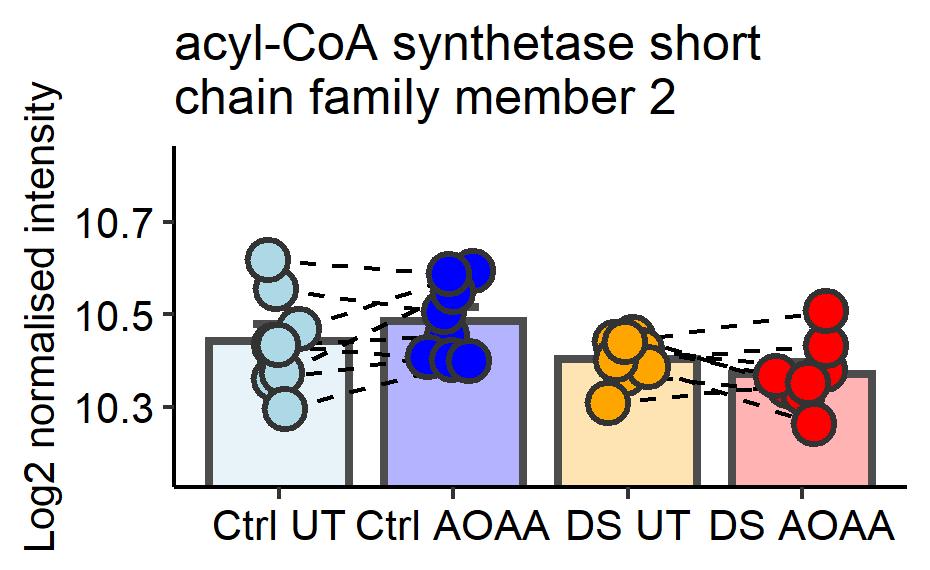 acyl-CoA synthetase short
chain family member 2
Log2 normalised intensity
10.7
10.5
10.3
Ctrl UT Ctrl AOAA DS UT DS AOAA